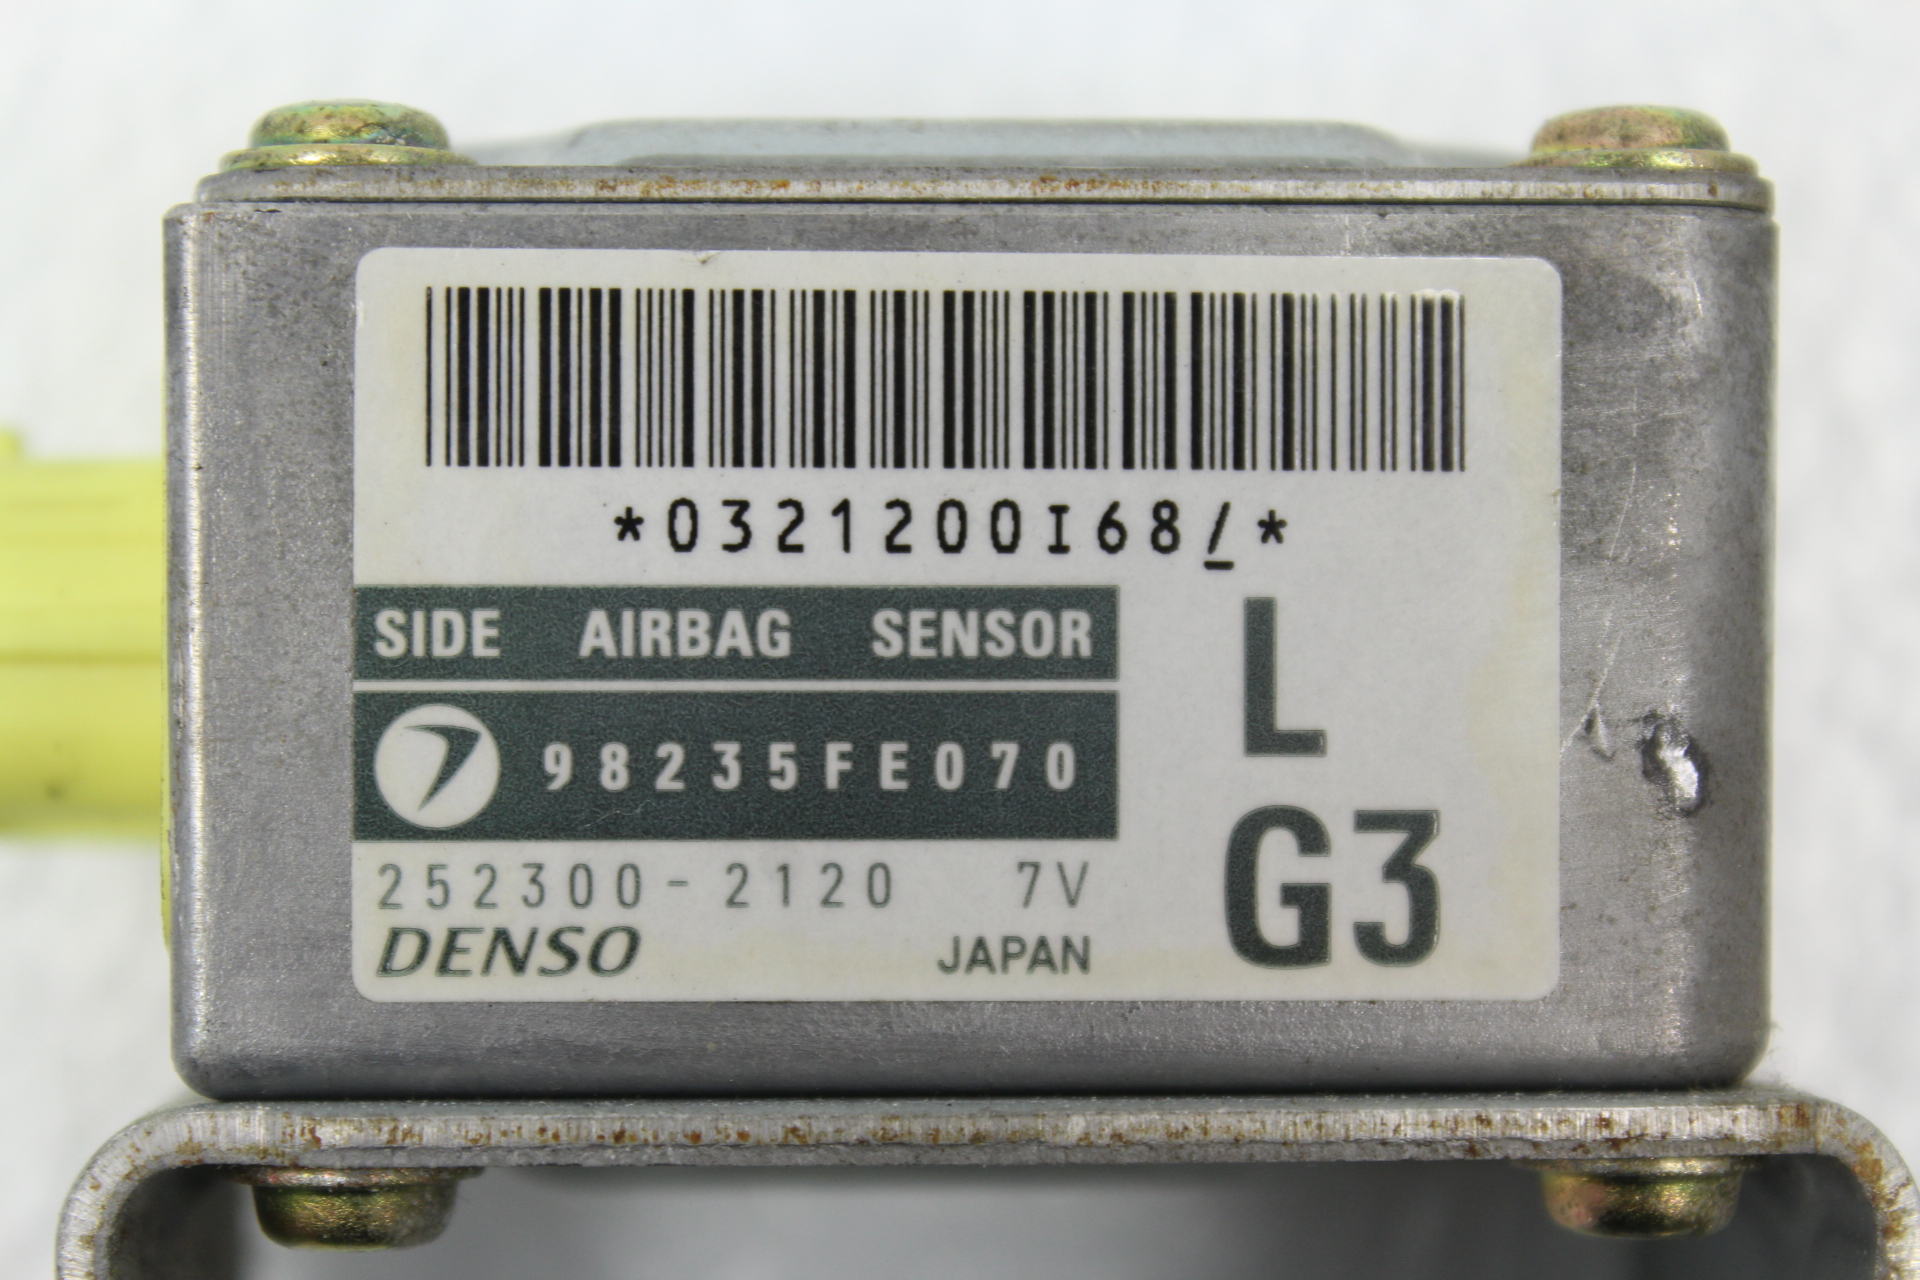 *0321200I68/*
SIDE AIRBAG SENSOR
L
98235FE070
G3
252300-2120 7V
DENSO JAPAN